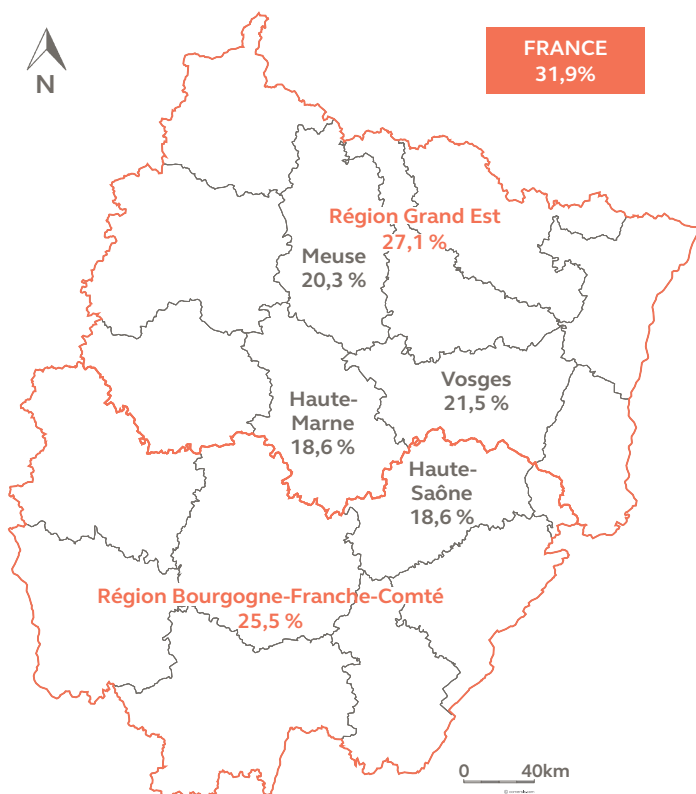 N
FRANCE
31,9%
Région Grand Est
27,1 %
Meuse
20,3 %
Vosges
21,5 %
Haute-
Marne
18,6 %
Haute-
Saône
18,6 %
Région Bourgogne-Franche-Comté
25,5 %
0 40km